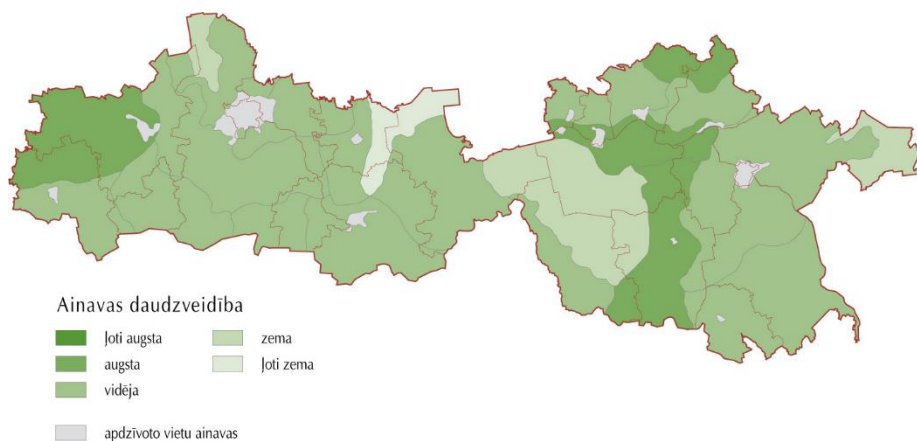 Ainavas daudzveidība
ļoti augsta
augsta
vidēja
zema
ļoti zema
apdzīvoto vietu ainavas